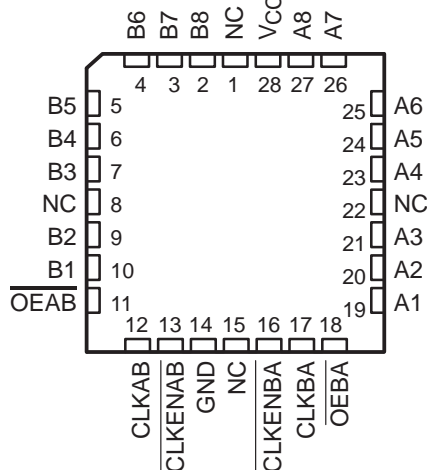 B6 B7 B8 NC VCC A8 A7
4 3 2 1 28 27 26
B5 5 25 A6
B4 6 24 A5
B3 7 23 A4
NC 8 22 NC
B2 9 21 A3
B1 10 20 A2
OEAB 11 19 A1
12 13 14 15 16 17 18
CLKAB CLKENAB GND NC CLKENBA CLKBA OEBA